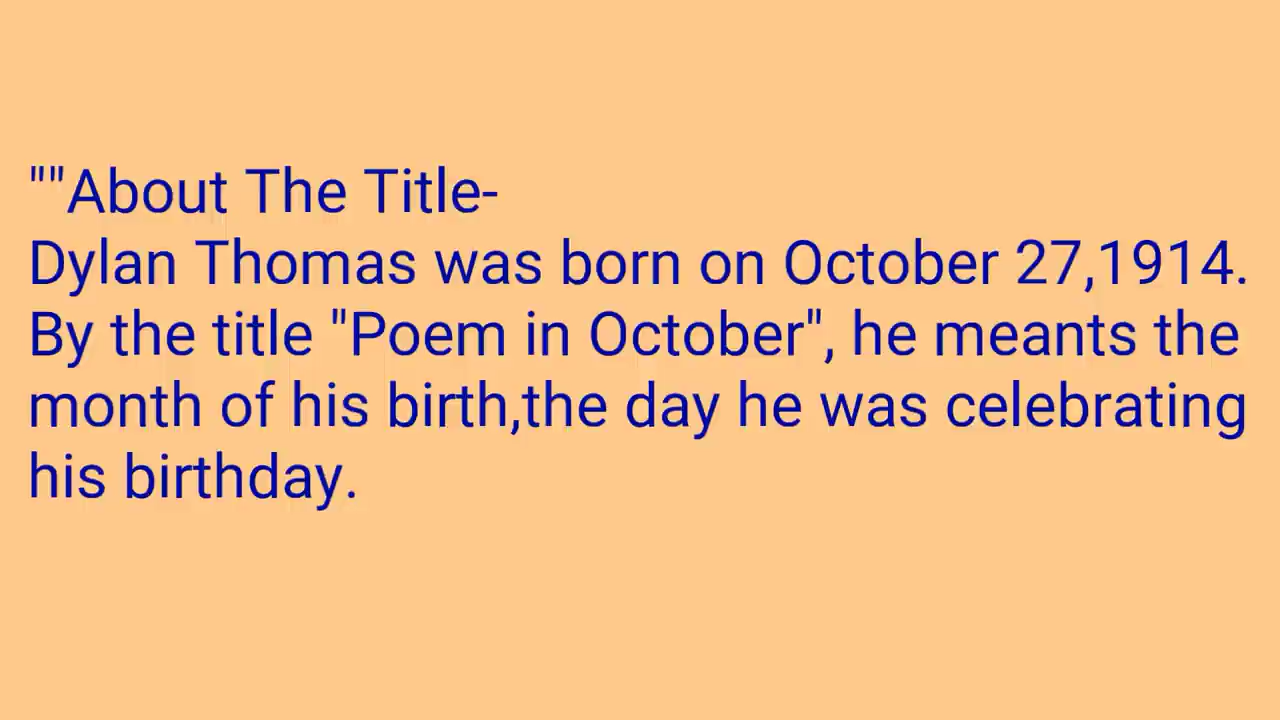 ""About The Title-
Dylan Thomas was born on October 27,1914.
By the title "Poem in October", he meants the
month of his birth,the day he was celebrating
his birthday.